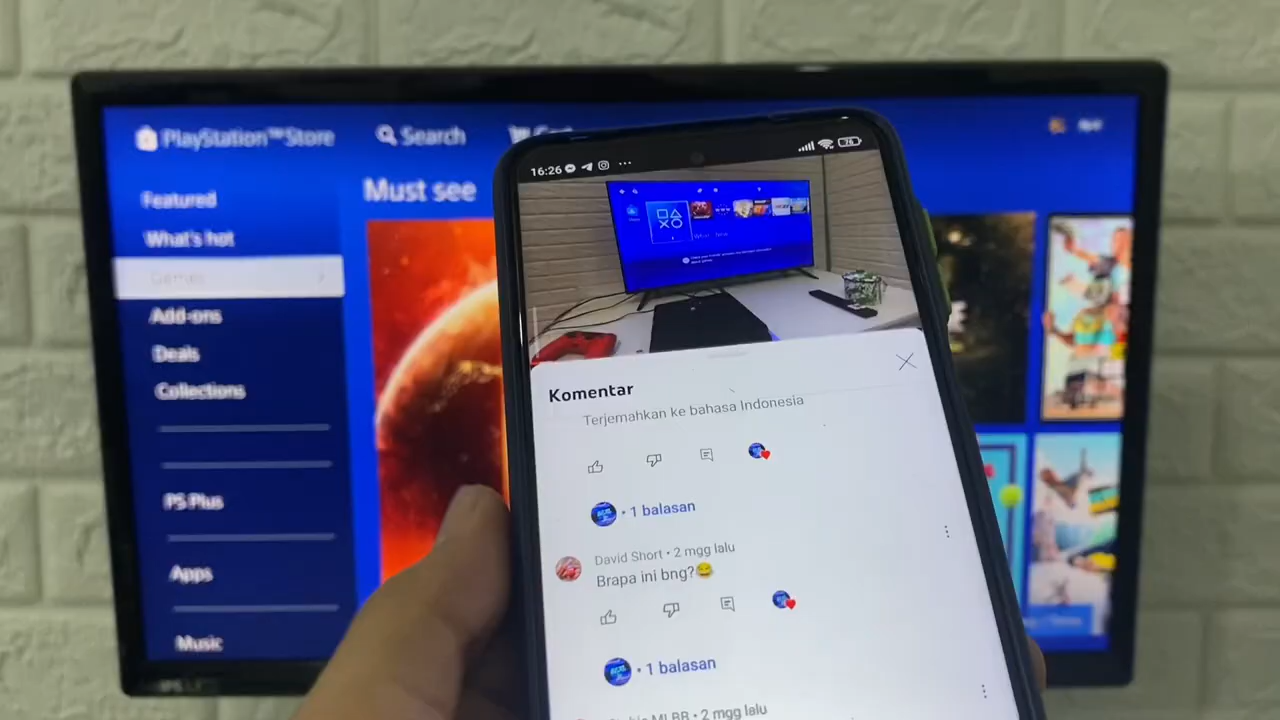 PlayStation™Store
Search
Featured
What's hot
Games
Add-ons
Deals
Collections
PS Plus
Apps
Music
Must see
16:26
76
Komentar
Terjemahkan ke bahasa Indonesia
• 1 balasan
David Short • 2 mgg lalu
Brapa ini bng?😂
• 1 balasan
MLBB • 2 mgg lalu